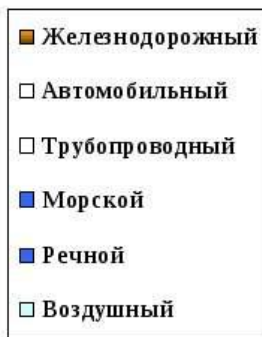 Железнодорожный
Автомобильный
Трубопроводный
Морской
Речной
Воздушный